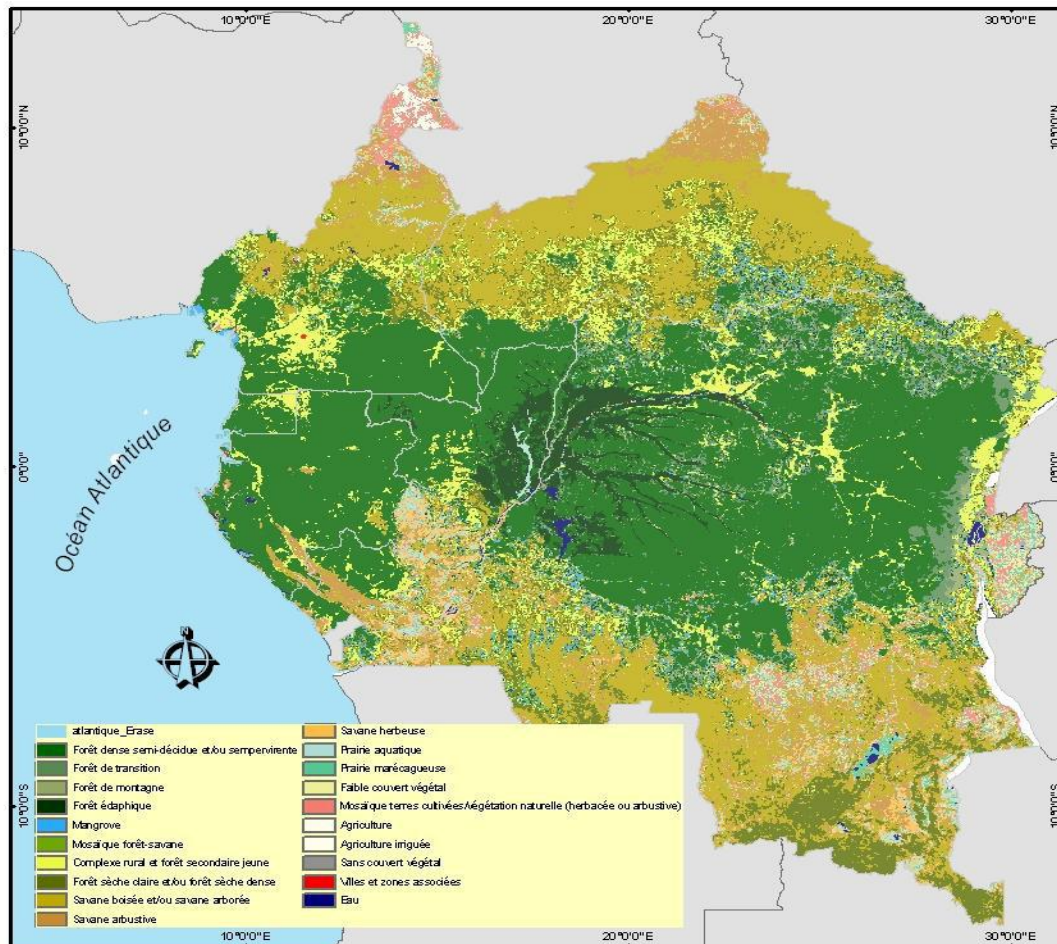 10°0'0"E 20°0'0"E 30°0'0"E
10°0'0"N 10°0'0"N
Océan Atlantique
0°0'0" 0°0'0"
N
10°0'0"S 10°0'0"S
atlantique_Erase
Forêt dense semi-décidue et/ou sempervirente
Forêt de transition
Forêt de montagne
Forêt édaphique
Mangrove
Mosaïque forêt-savane
Complexe rural et forêt secondaire jeune
Forêt sèche claire et/ou forêt sèche dense
Savane boisée et/ou savane arborée
Savane arbustive
Savane herbeuse
Prairie aquatique
Prairie marécagueuse
Faible couvert végétal
Mosaïque terres cultivées/végétation naturelle (herbacée ou arbustive)
Agriculture
Agriculture irriguée
Sans couvert végétal
Villes et zones associées
Eau
10°0'0"E 20°0'0"E 30°0'0"E